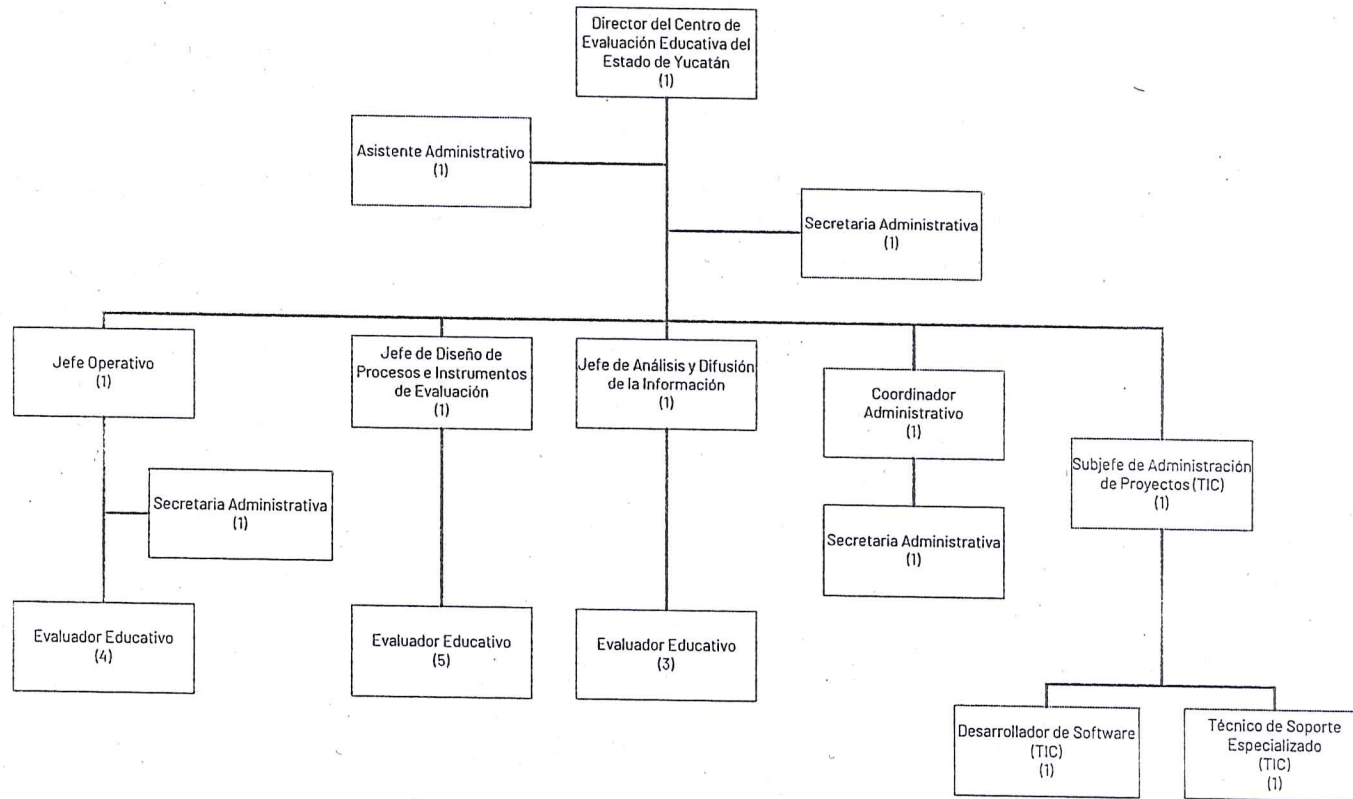 Director del Centro de
Evaluación Educativa del
Estado de Yucatán
(1)
Asistente Administrativo
(1)
Secretaria Administrativa
(1)
Jefe Operativo
(1)
Jefe de Diseño de
Procesos e Instrumentos
de Evaluación
(1)
Jefe de Análisis y Difusión
de la Información
(1)
Coordinador
Administrativo
(1)
Subjefe de Administración
de Proyectos (TIC)
(1)
Secretaria Administrativa
(1)
Secretaria Administrativa
(1)
Evaluador Educativo
(4)
Evaluador Educativo
(5)
Evaluador Educativo
(3)
Desarrollador de Software
(TIC)
(1)
Técnico de Soporte
Especializado
(TIC)
(1)